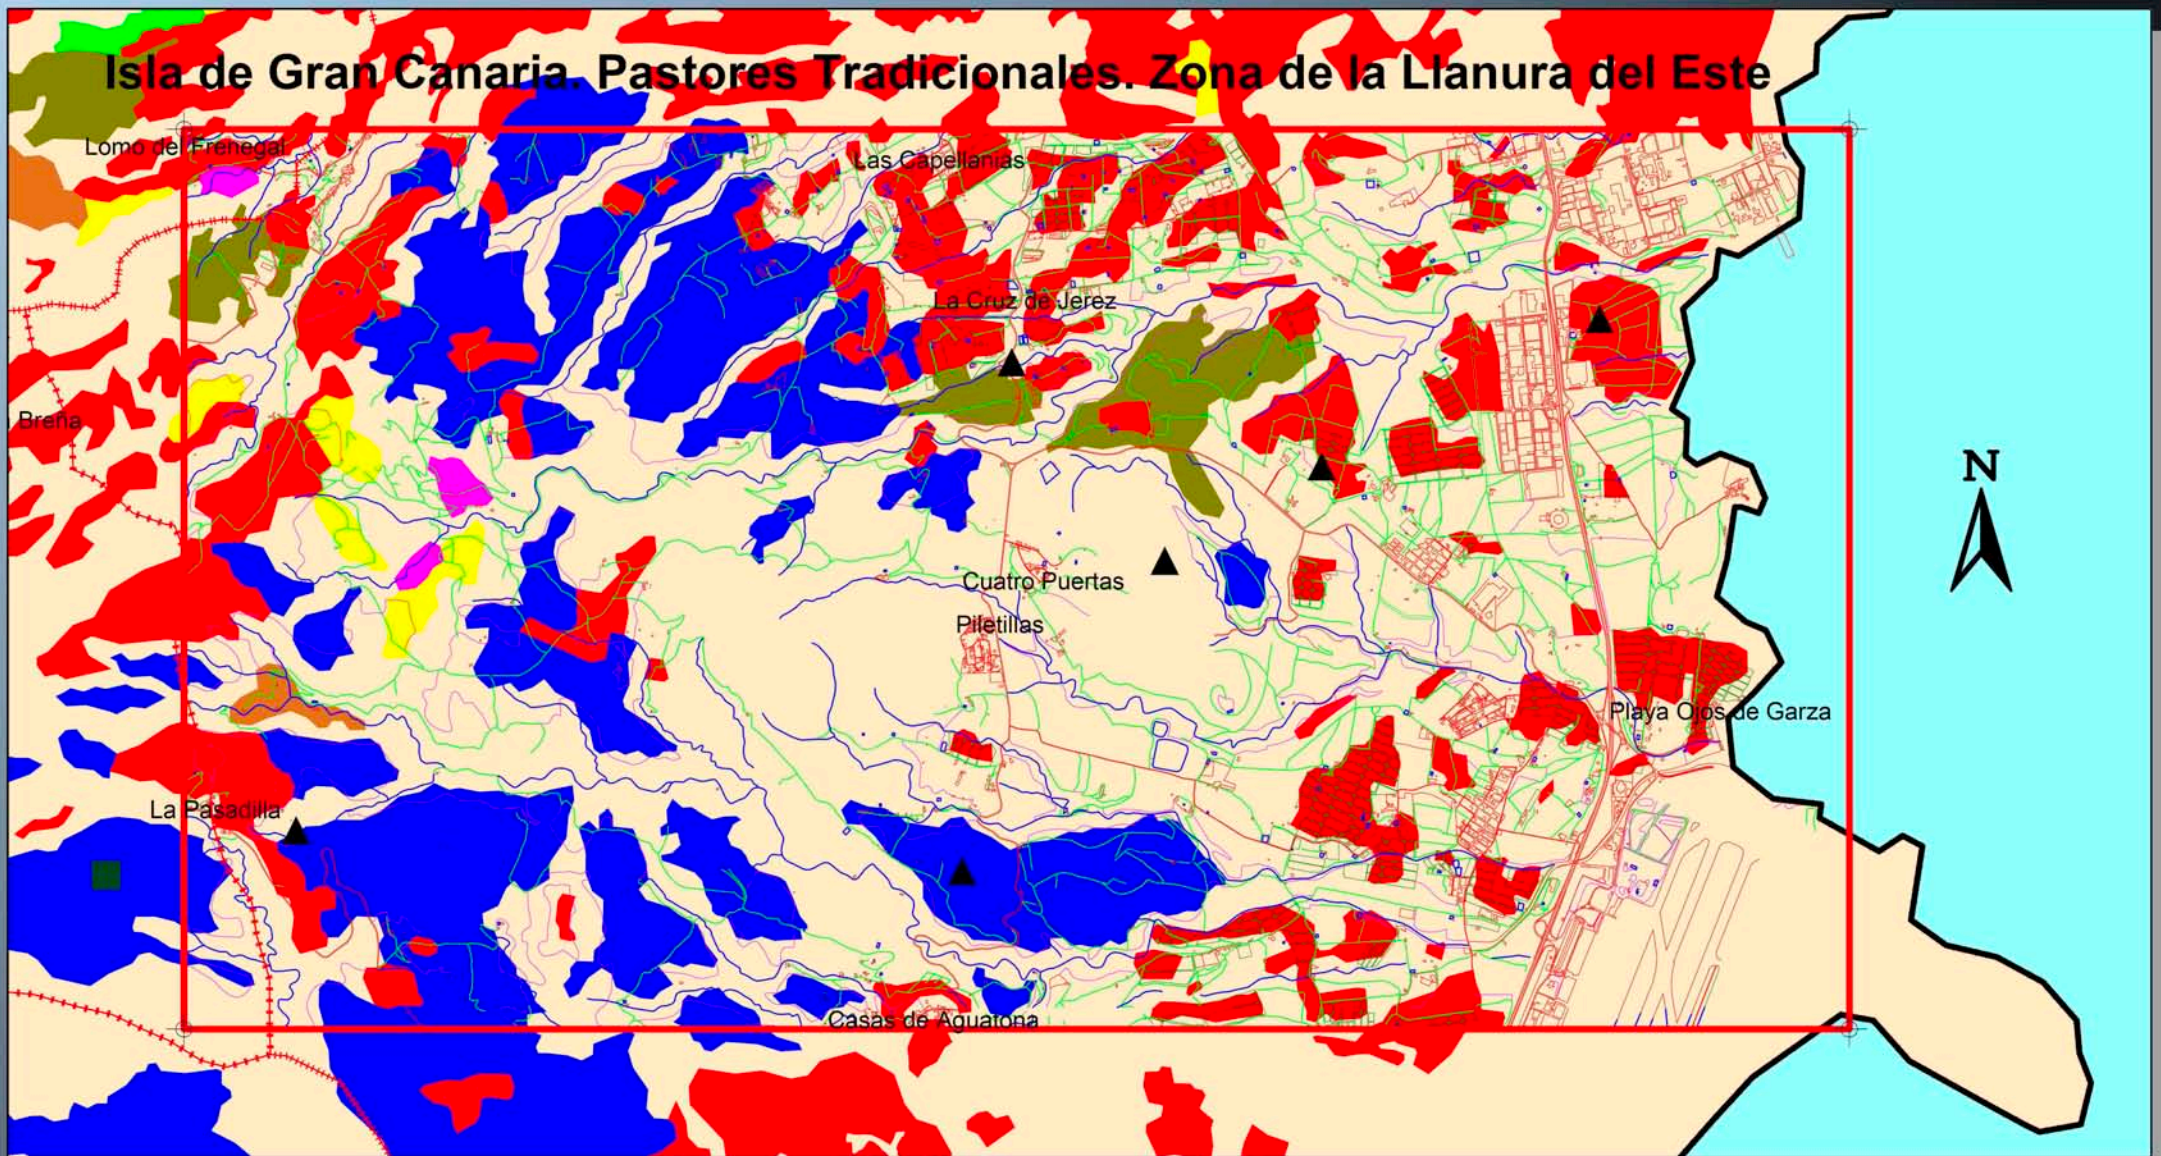 Isla de Gran Canaria. Pastores Tradicionales. Zona de la Llanura del Este
Lomo del Frenegal
Las Capellanias
La Cruz de Jerez
Breña
N
Cuatro Puertas
Piletillas
Playa Ojos de Garza
La Pasadilla
Casas de Aguatona